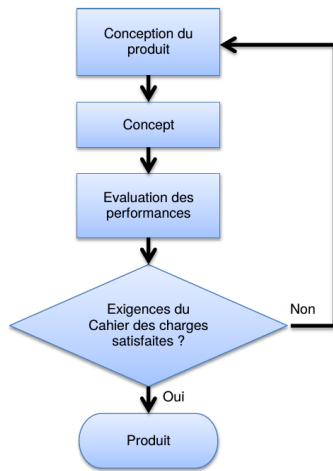 Conception du
produit
Concept
Evaluation des
performances
Exigences du
Cahier des charges
satisfaites ?
Non
Oui
Produit